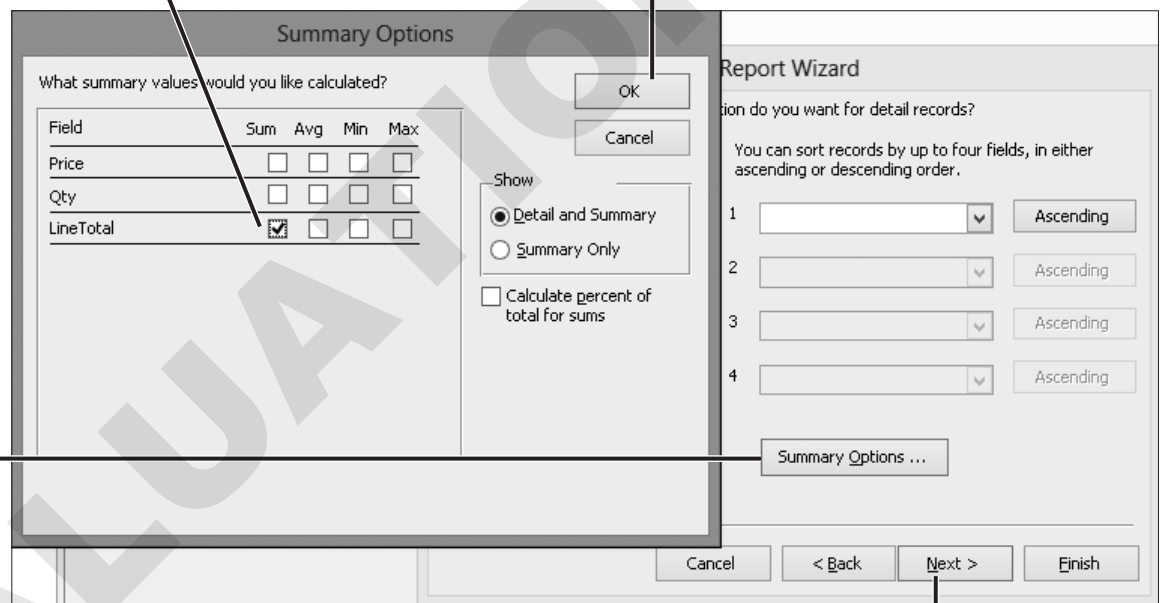 Summary Options
What summary values would you like calculated?
Field Sum Avg Min Max
Price
Qty
LineTotal
OK
Cancel
Show
Detail and Summary
Summary Only
Calculate percent of
total for sums
Report Wizard
tion do you want for detail records?
You can sort records by up to four fields, in either
ascending or descending order.
1 Ascending
2 Ascending
3 Ascending
4 Ascending
Summary Options ...
Cancel < Back Next > Finish
LUATION